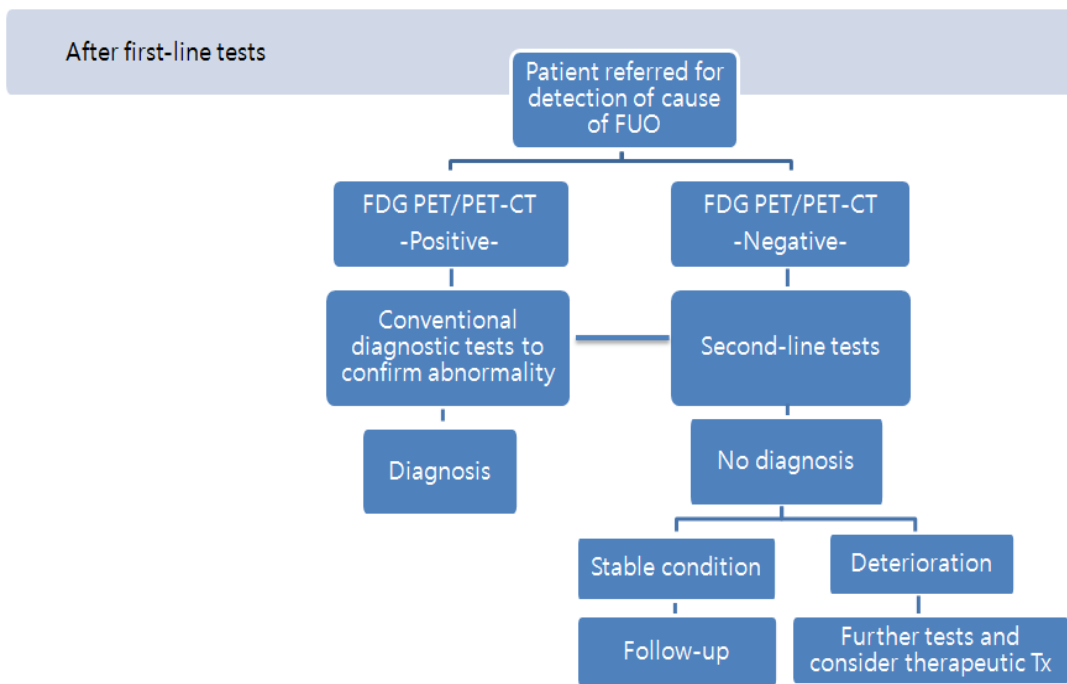 After first-line tests
Patient referred for
detection of cause
of FUO
FDG PET/PET-CT
-Positive-
FDG PET/PET-CT
-Negative-
Conventional
diagnostic tests to
confirm abnormality
Second-line tests
Diagnosis
No diagnosis
Stable condition
Deterioration
Follow-up
Further tests and
consider therapeutic Tx